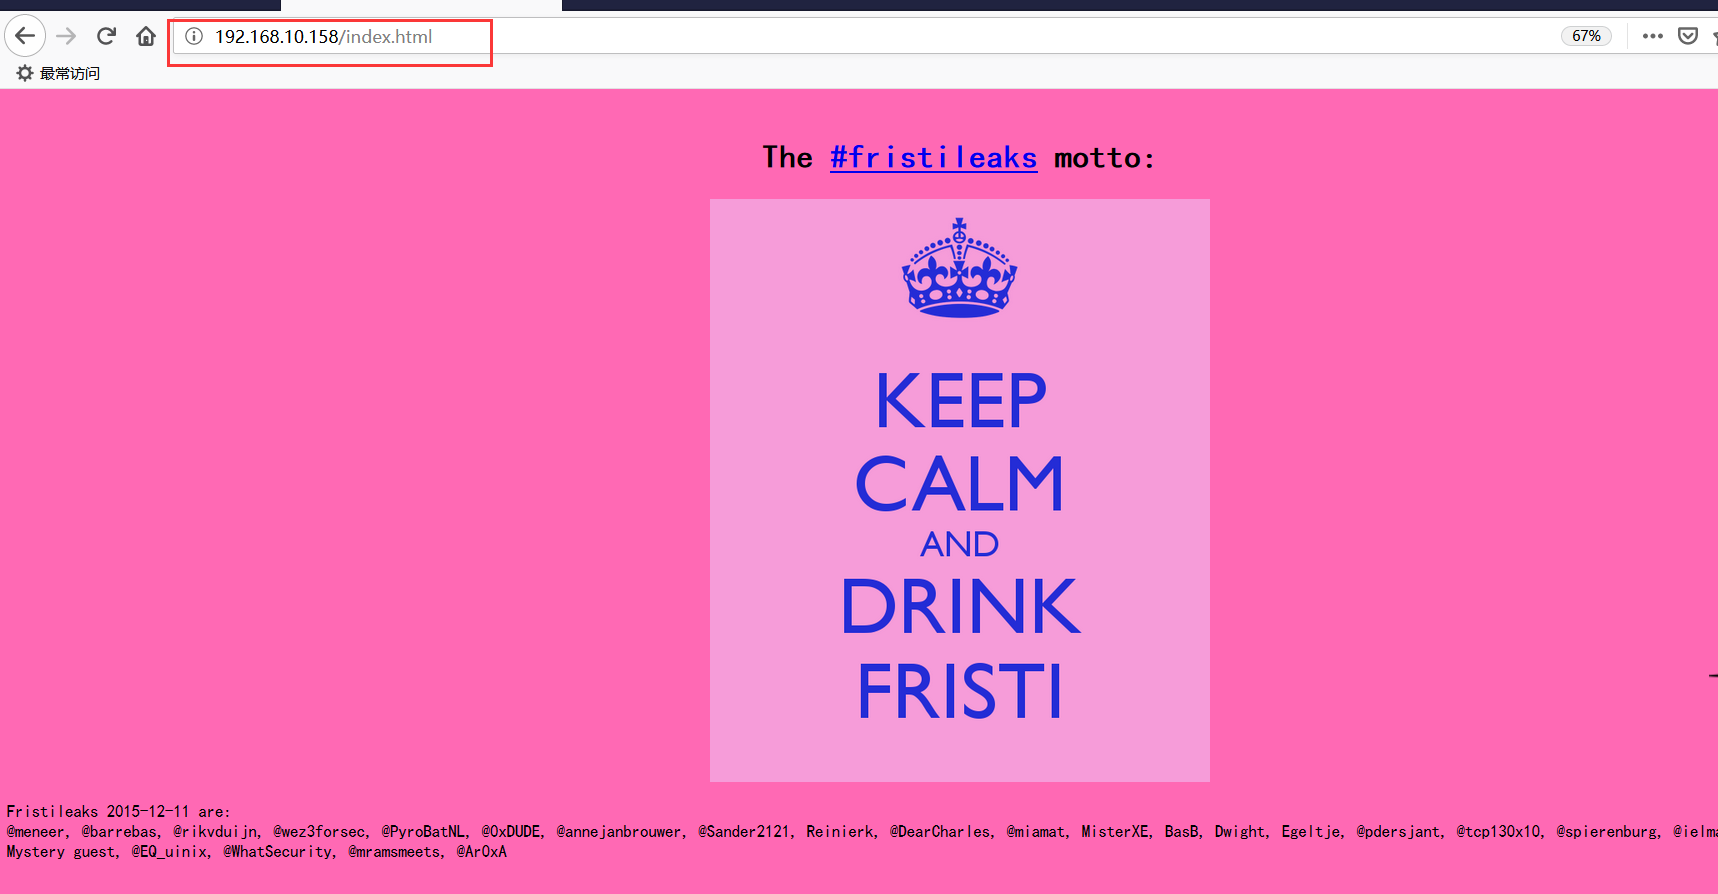 192.168.10.158/index.html
67%
最常访问
The #fristileaks motto:
KEEP
CALM
AND
DRINK
FRISTI
Fristileaks 2015-12-11 are:
@meneer, @barrebas, @rikvduijn, @wez3forsec, @PyroBatNL, @0xDUDE, @annejanbrouwer, @Sander2121, Reinierk, @DearCharles, @miamat, MisterXE, BasB, Dwight, Egeltje, @pdersjant, @tcp130x10, @spierenburg,
Mystery guest, @EQ_uinix, @WhatSecurity, @mramsmeets, @Ar0xA